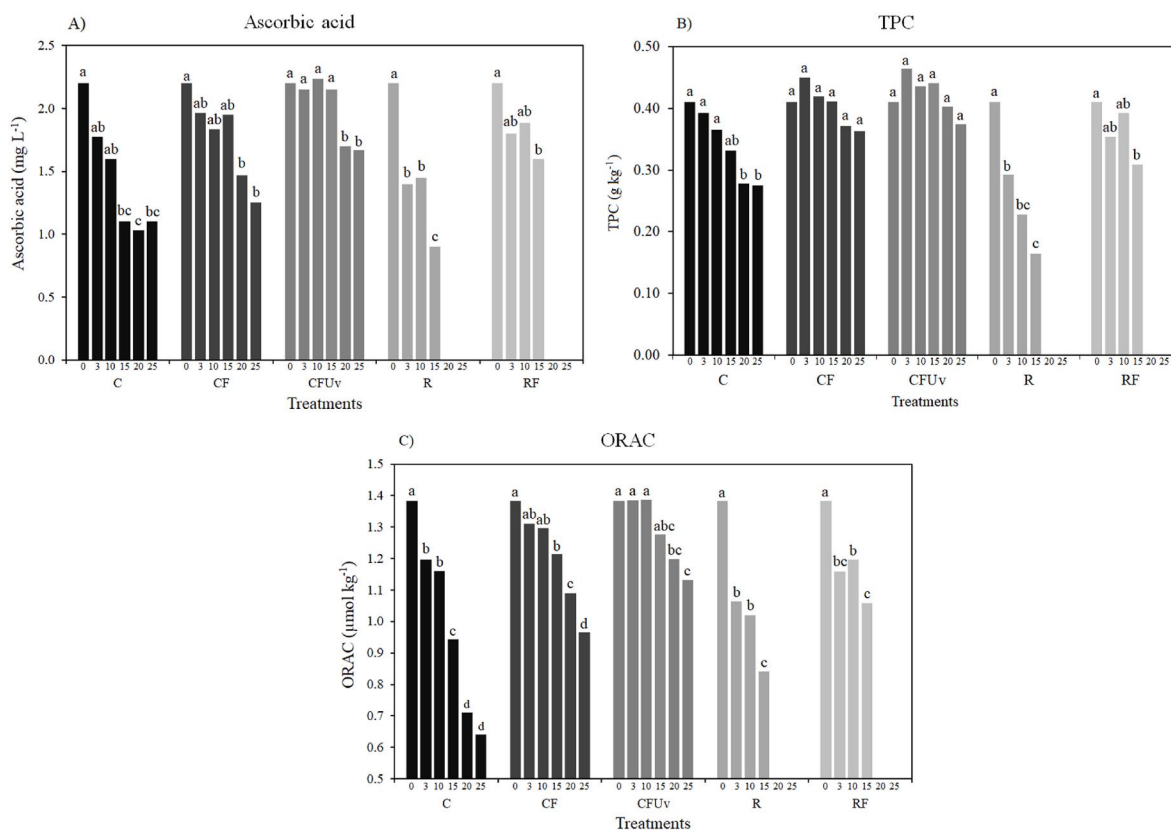 A)
Ascorbic acid
Ascorbic acid (mg L-1)
2.5
2.0
1.5
1.0
0.5
0.0
a ab ab bc c bc
a ab ab ab b b
a a a a b b
a b b c
a ab ab b
0 3 10 15 20 25 0 3 10 15 20 25 0 3 10 15 20 25 0 3 10 15 20 25 0 3 10 15 20 25
C CF CFUv R RF
Treatments
B)
TPC
TPC (g kg-1)
0.50
0.40
0.30
0.20
0.10
0.00
a a a ab b b
a a a a a a
a a a a a a
a b bc c
a ab ab b
0 3 10 15 20 25 0 3 10 15 20 25 0 3 10 15 20 25 0 3 10 15 20 25 0 3 10 15 20 25
C CF CFUv R RF
Treatments
C)
ORAC
ORAC (µmol kg-1)
1.5
1.4
1.3
1.2
1.1
1.0
0.9
0.8
0.7
0.6
0.5
a b b c d d
a ab ab b c d
a a a abc bc c
a b b c
a bc b c
0 3 10 15 20 25 0 3 10 15 20 25 0 3 10 15 20 25 0 3 10 15 20 25 0 3 10 15 20 25
C CF CFUv R RF
Treatments